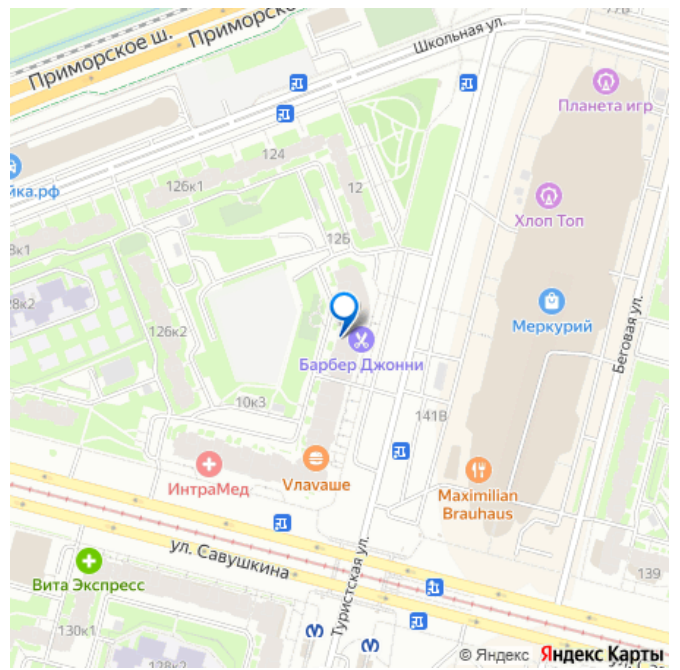 77Б
Школьная ул.
Приморское ш.
Приморск
Планета игр
124
126к1
12
йка.рф
Хлоп Топ
12Б
8к1
28к2
Меркурий
126к2
Барбер Джонни
Беговая ул.
10к3
141В
Vлаvаше
ИнтраМед
Maximilian
Brauhaus
ул. Савушкина
Вита Экспресс
Туристская ул.
139
130к1
128к2
© Яндекс Яндекс Карты